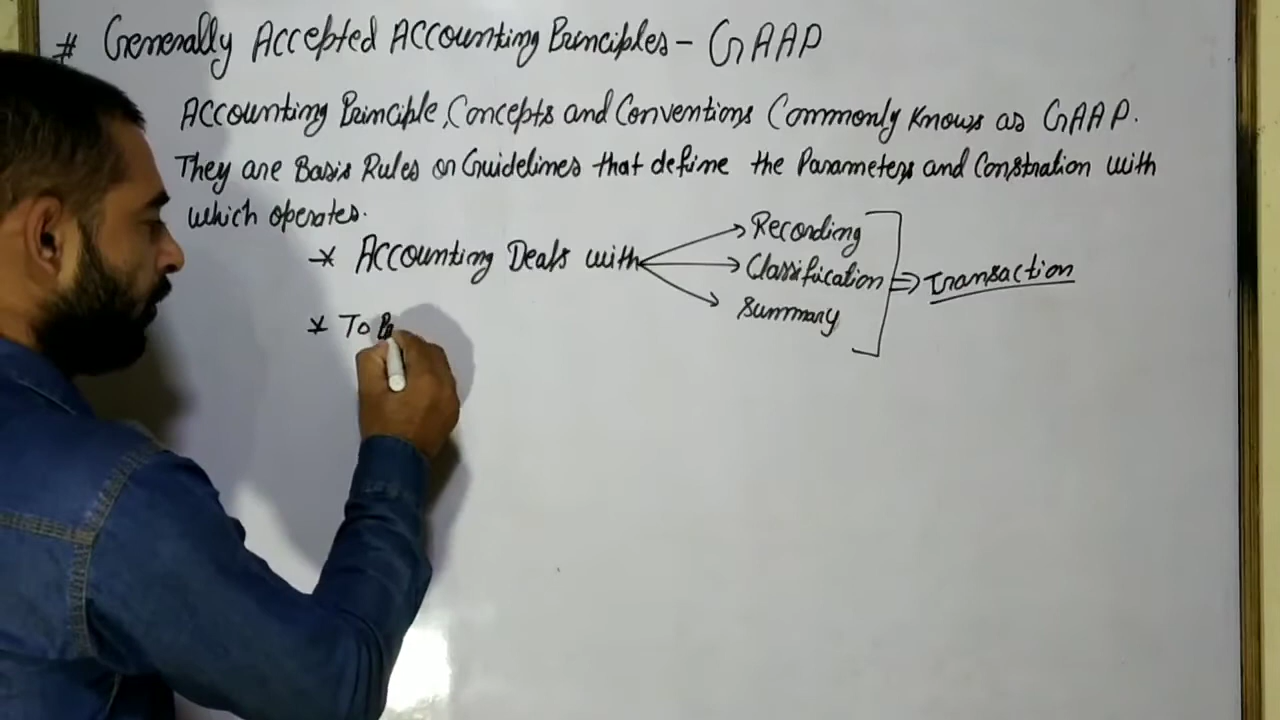 # Generally Accepted Accounting Principles - GAAP
Accounting Principle, Concepts and Conventions Commonly Known as GAAP.
They are Basis Rules or Guidelines that define the Parameters and Constration with
which operates.
* Accounting Deals with
Recording
Classification
Summary
⇒ Transaction
* To